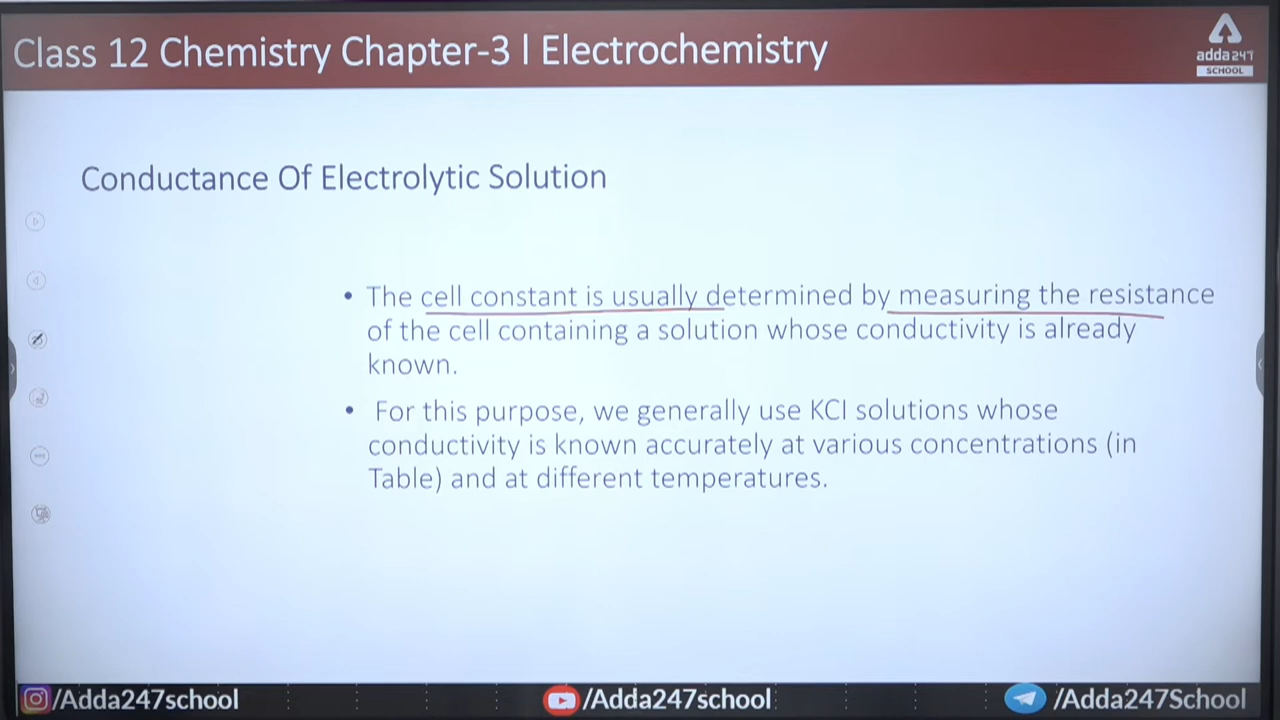 Class 12 Chemistry Chapter-3 | Electrochemistry
adda247
SCHOOL
Conductance Of Electrolytic Solution
• The cell constant is usually determined by measuring the resistance
of the cell containing a solution whose conductivity is already
known.
• For this purpose, we generally use KCI solutions whose
conductivity is known accurately at various concentrations (in
Table) and at different temperatures.
/Adda247school
/Adda247school
/Adda247School